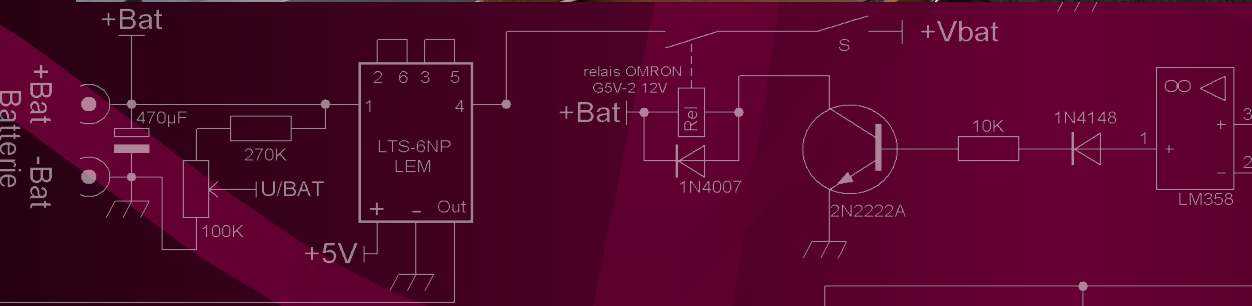 +Bat
+Bat
Batterie
-Bat
470µF
270K
100K
U/BAT
2 6 3 5
1
4
LTS-6NP
LEM
+ - Out
+5V
relais OMRON
G5V-2 12V
+Bat
Rel
1N4007
S
+Vbat
2N2222A
10K
1N4148
1
∞
+
3
+
-
2
LM358